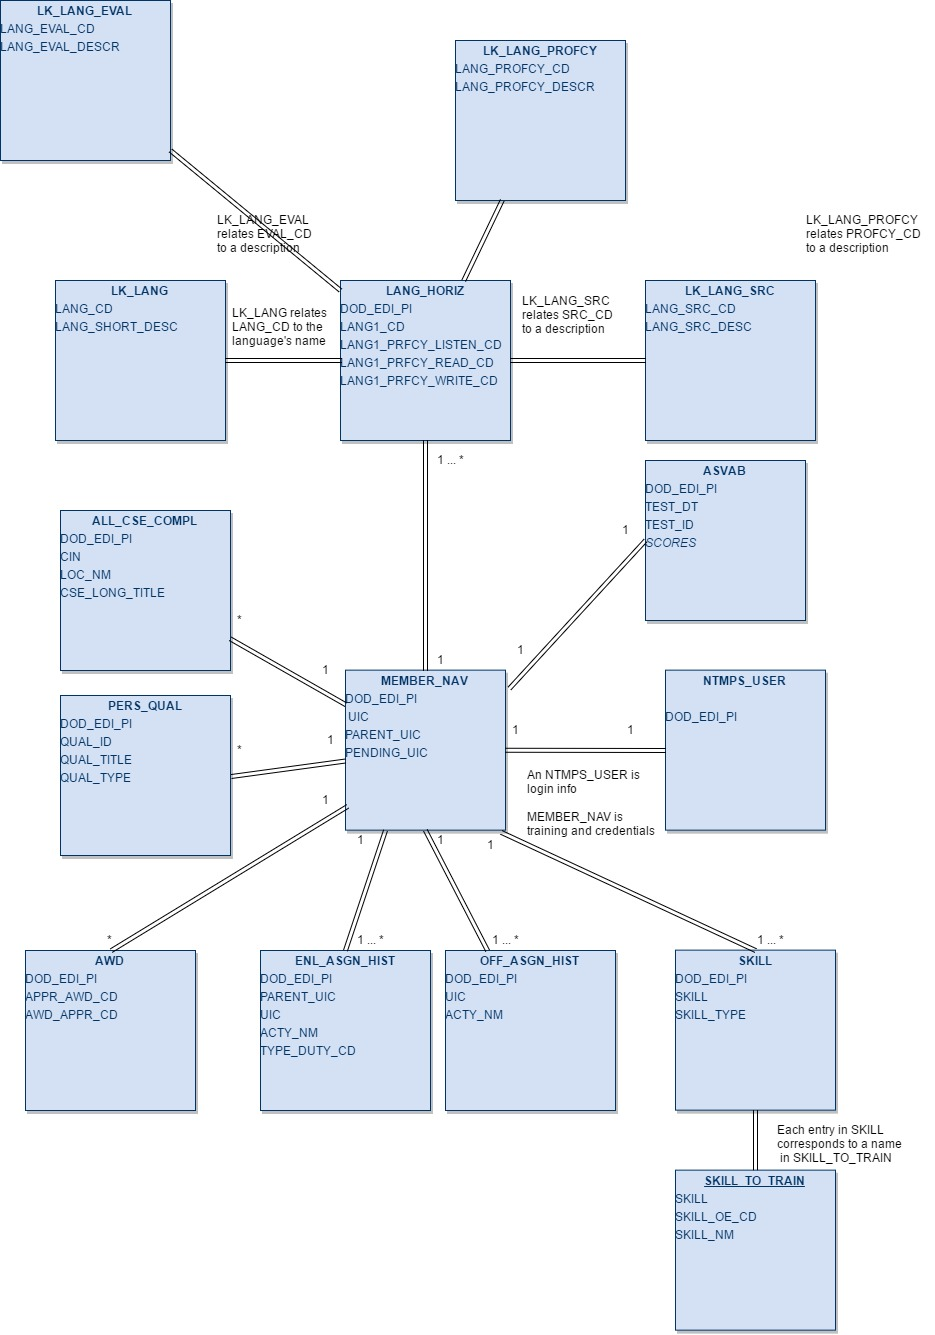 LK_LANG_EVAL
LANG_EVAL_CD
LANG_EVAL_DESCR
LK_LANG_PROFCY
LANG_PROFCY_CD
LANG_PROFCY_DESCR
LK_LANG_EVAL
relates EVAL_CD
to a description
LK_LANG_PROFCY
relates PROFCY_CD
to a description
LK_LANG
LANG_CD
LANG_SHORT_DESC
LK_LANG relates
LANG_CD to the
language's name
LANG_HORIZ
DOD_EDI_PI
LANG1_CD
LANG1_PRFCY_LISTEN_CD
LANG1_PRFCY_READ_CD
LANG1_PRFCY_WRITE_CD
LK_LANG_SRC
relates SRC_CD
to a description
LK_LANG_SRC
LANG_SRC_CD
LANG_SRC_DESC
1 ... *
ASVAB
DOD_EDI_PI
TEST_DT
TEST_ID
SCORES
1
1
ALL_CSE_COMPL
DOD_EDI_PI
CIN
LOC_NM
CSE_LONG_TITLE
*
1
1
MEMBER_NAV
DOD_EDI_PI
UIC
PARENT_UIC
PENDING_UIC
NTMPS_USER
DOD_EDI_PI
1
1
An NTMPS_USER is
login info
MEMBER_NAV is
training and credentials
PERS_QUAL
DOD_EDI_PI
QUAL_ID
QUAL_TITLE
QUAL_TYPE
*
1
1
1
1
1
*
1 ... *
1 ... *
1 ... *
AWD
DOD_EDI_PI
APPR_AWD_CD
AWD_APPR_CD
ENL_ASGN_HIST
DOD_EDI_PI
PARENT_UIC
UIC
ACTY_NM
TYPE_DUTY_CD
OFF_ASGN_HIST
DOD_EDI_PI
UIC
ACTY_NM
SKILL
DOD_EDI_PI
SKILL
SKILL_TYPE
Each entry in SKILL
corresponds to a name
in SKILL_TO_TRAIN
SKILL_TO_TRAIN
SKILL
SKILL_OE_CD
SKILL_NM